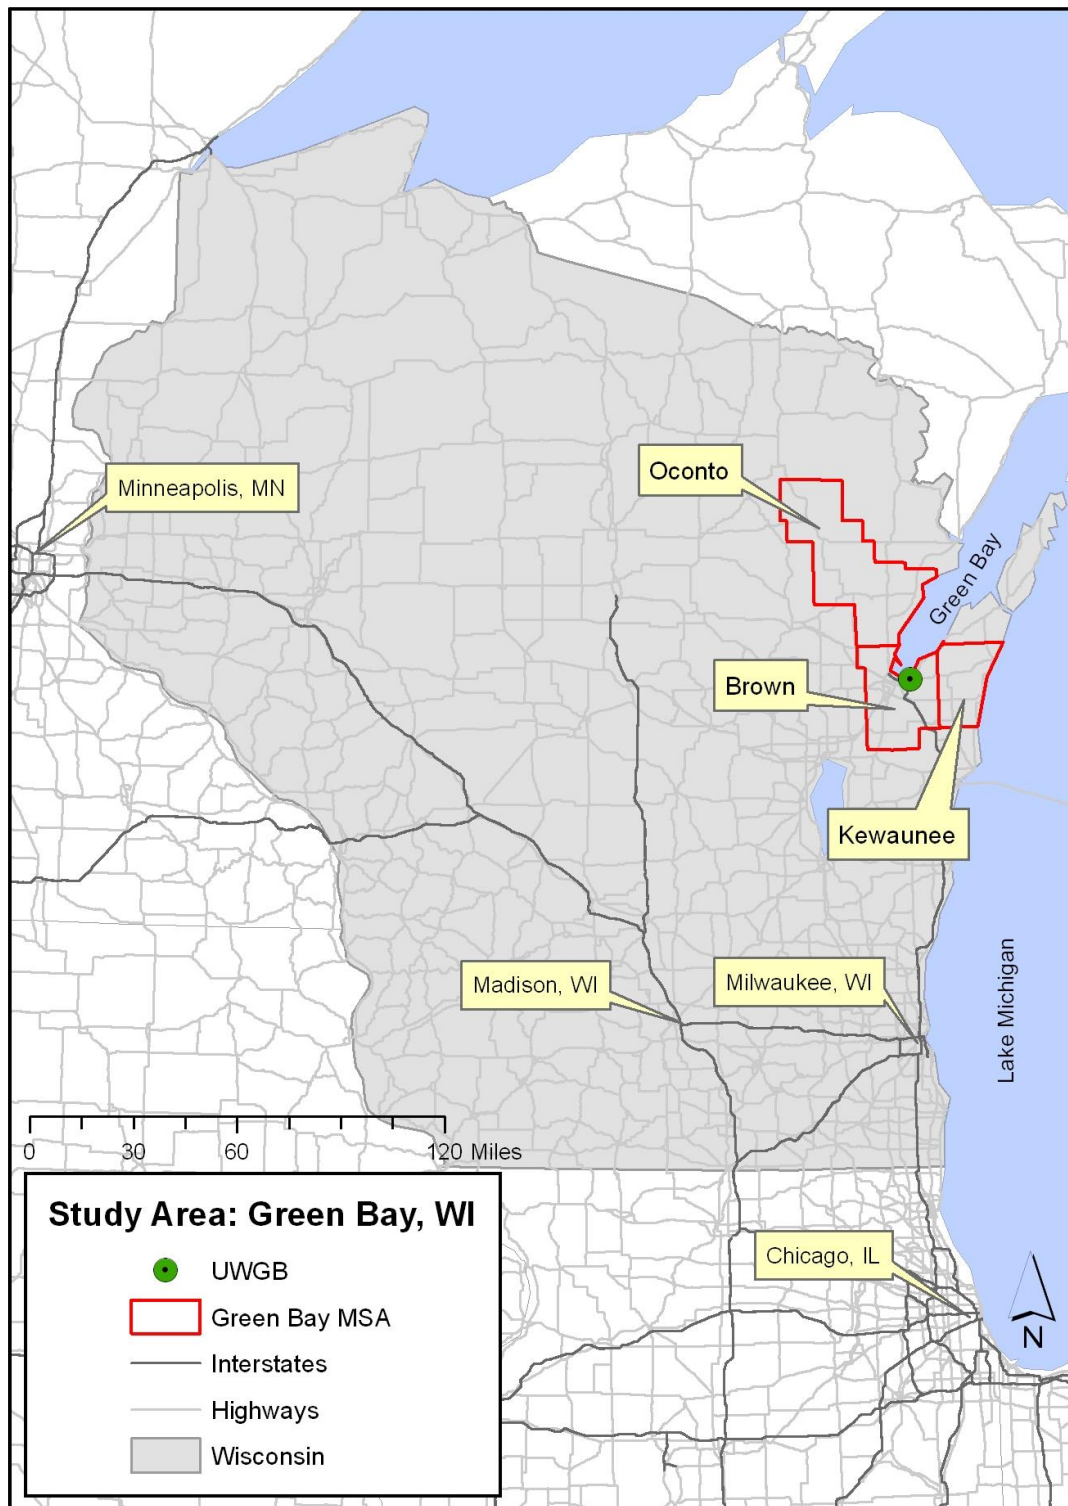 Oconto
Minneapolis, MN
Green Bay
Brown
Kewaunee
Madison, WI
Milwaukee, WI
Lake Michigan
0 30 60 120 Miles
Study Area: Green Bay, WI
UWGB
Green Bay MSA
Interstates
Highways
Wisconsin
Chicago, IL
N